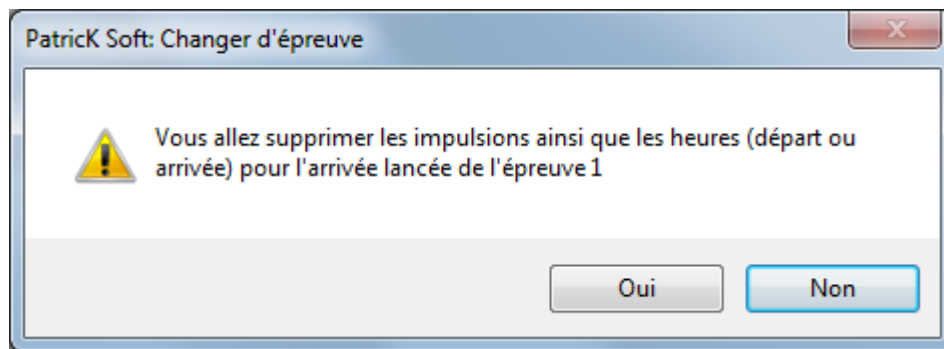 PatricK Soft: Changer d'épreuve
Vous allez supprimer les impulsions ainsi que les heures (départ ou
arrivée) pour l'arrivée lancée de l'épreuve 1
Oui
Non